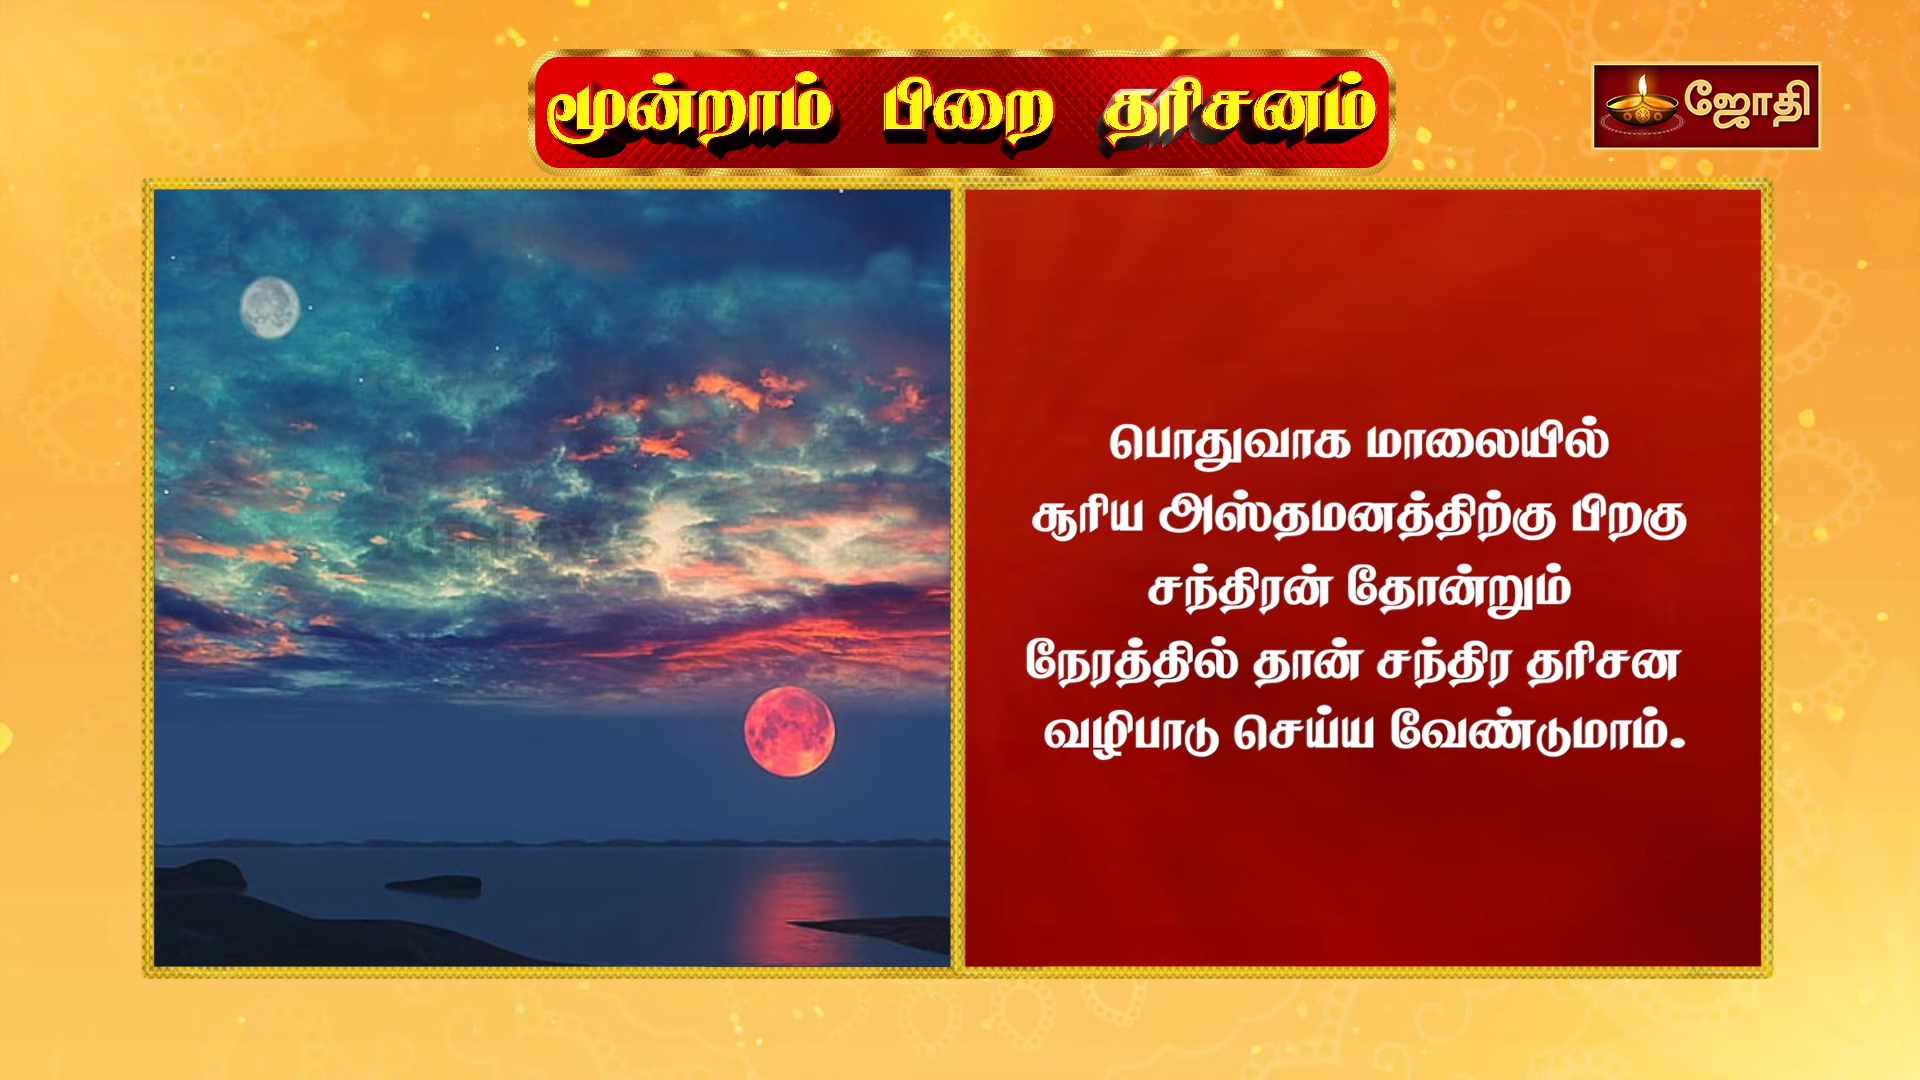 மூன்றாம் பிறை தரிசனம்
ஜோதி
பொதுவாக மாலையில்
சூரிய அஸ்தமனத்திற்கு பிறகு
சந்திரன் தோன்றும்
நேரத்தில் தான் சந்திர தரிசன
வழிபாடு செய்ய வேண்டுமாம்.